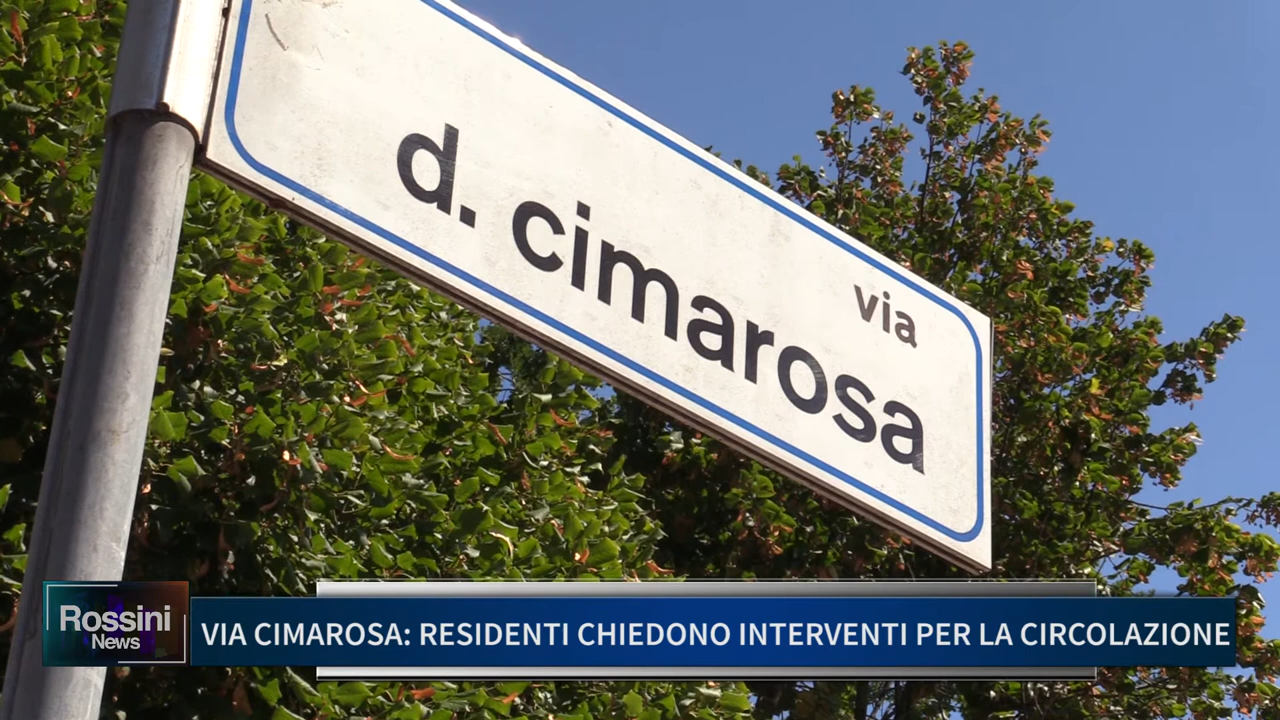 via
d. cimarosa
Rossini
News
VIA CIMAROSA: RESIDENTI CHIEDONO INTERVENTI PER LA CIRCOLAZIONE